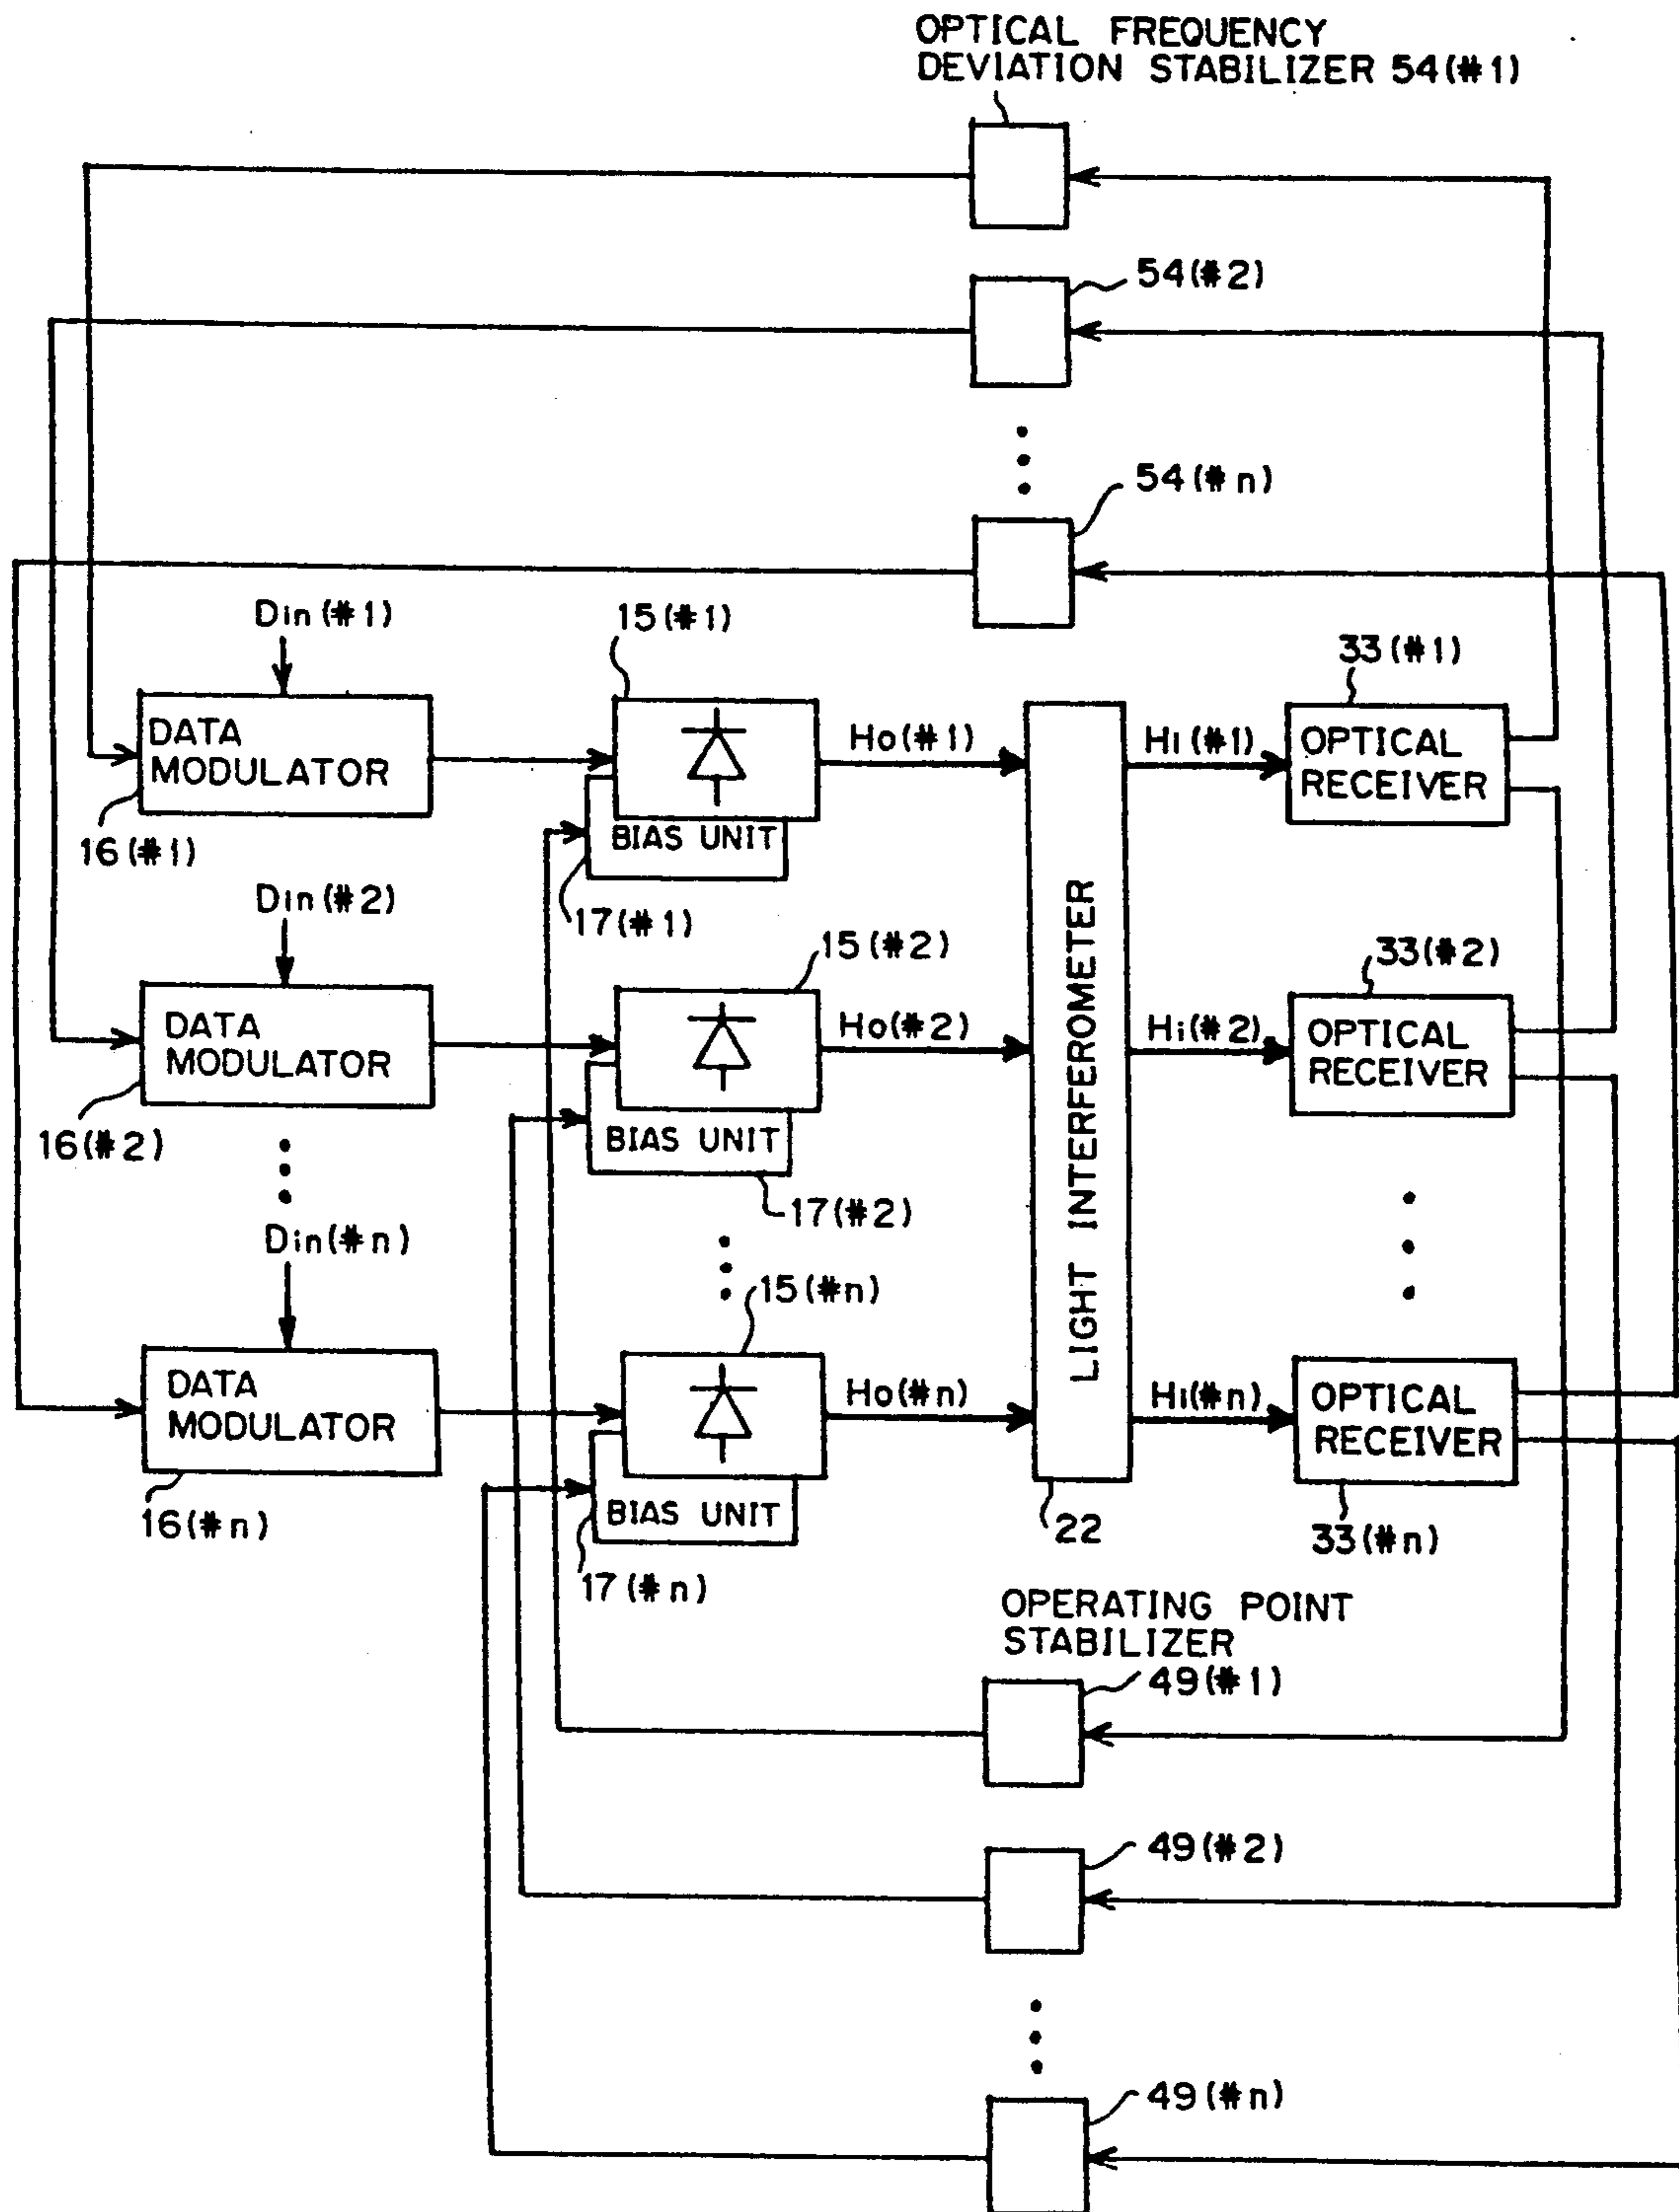 OPTICAL FREQUENCY
DEVIATION STABILIZER 54(#1)
54(#2)
54(#n)
Din(#1)
15(#1)
33(#1)
DATA
MODULATOR
Ho(#1)
Hi(#1)
OPTICAL
RECEIVER
BIAS UNIT
16(#1)
17(#1)
Din(#2)
15(#2)
33(#2)
DATA
MODULATOR
Ho(#2)
Hi(#2)
OPTICAL
RECEIVER
BIAS UNIT
16(#2)
17(#2)
LIGHT INTERFEROMETER
Din(#n)
15(#n)
DATA
MODULATOR
Ho(#n)
Hi(#n)
OPTICAL
RECEIVER
BIAS UNIT
16(#n)
17(#n)
22
33(#n)
OPERATING POINT
STABILIZER
49(#1)
49(#2)
49(#n)